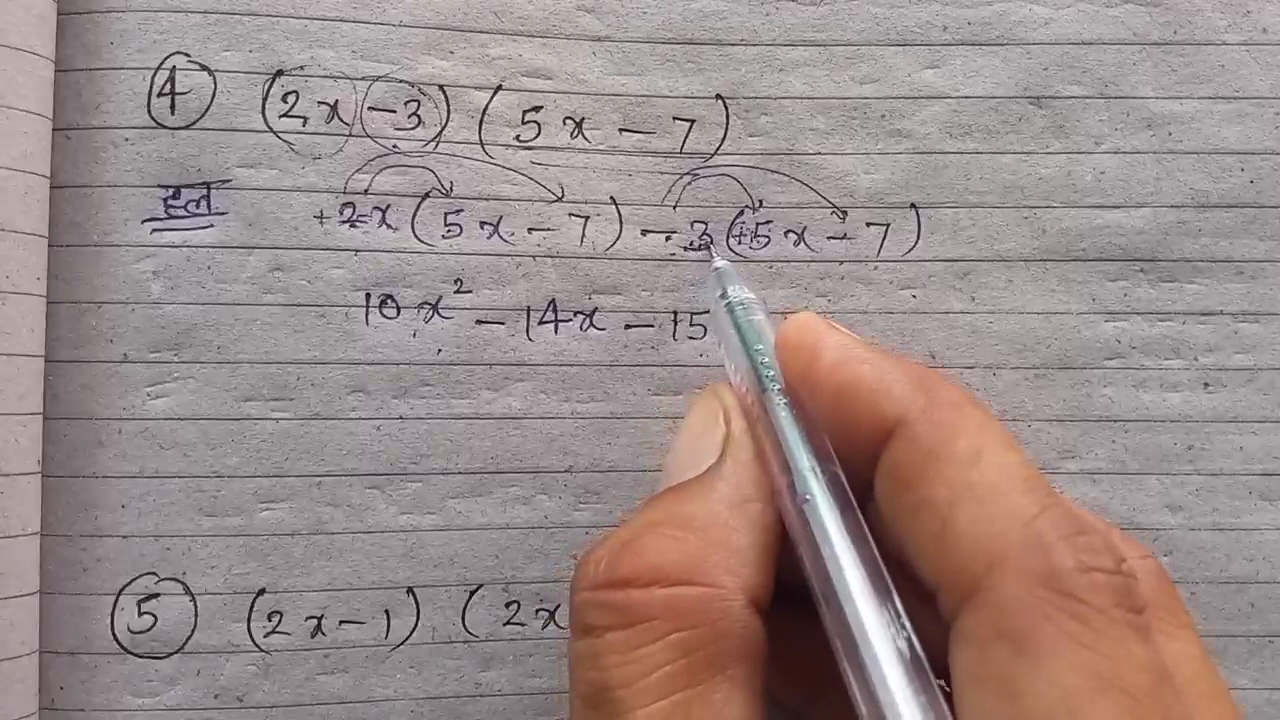 ④ (2x - 3) (5x - 7)
हल +2x (5x - 7) - 3 (+5x - 7)
10x² - 14x - 15
⑤ (2x - 1) (2x